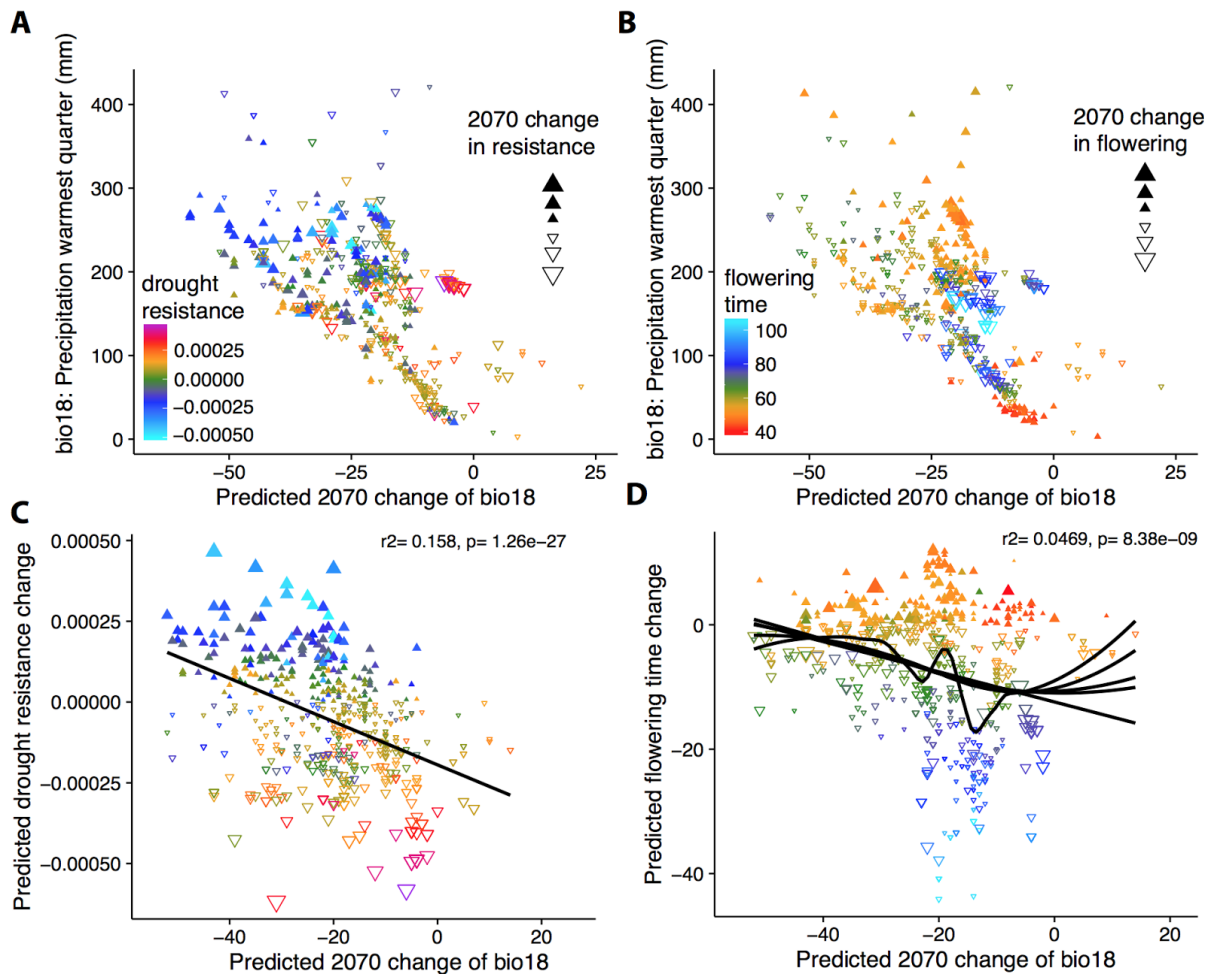 A
bio18: Precipitation warmest quarter (mm)
400
300
200
100
0
2070 change
in resistance
drought
resistance
0.00025
0.00000
−0.00025
−0.00050
−50
−25
0
25
Predicted 2070 change of bio18
B
bio18: Precipitation warmest quarter (mm)
400
300
200
100
0
2070 change
in flowering
flowering
time
100
80
60
40
−50
−25
0
25
Predicted 2070 change of bio18
C
r2= 0.158, p= 1.26e−27
Predicted drought resistance change
0.00050
0.00025
0.00000
−0.00025
−0.00050
−40
−20
0
20
Predicted 2070 change of bio18
D
r2= 0.0469, p= 8.38e−09
Predicted flowering time change
0
−20
−40
−40
−20
0
20
Predicted 2070 change of bio18